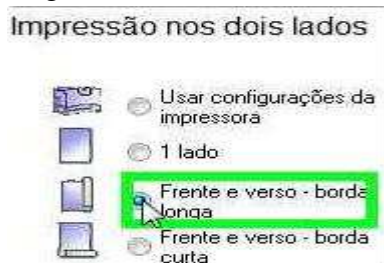 Impressão nos dois lados
Usar configurações da
impressora
1 lado
Frente e verso - borda
longa
Frente e verso - borda
curta